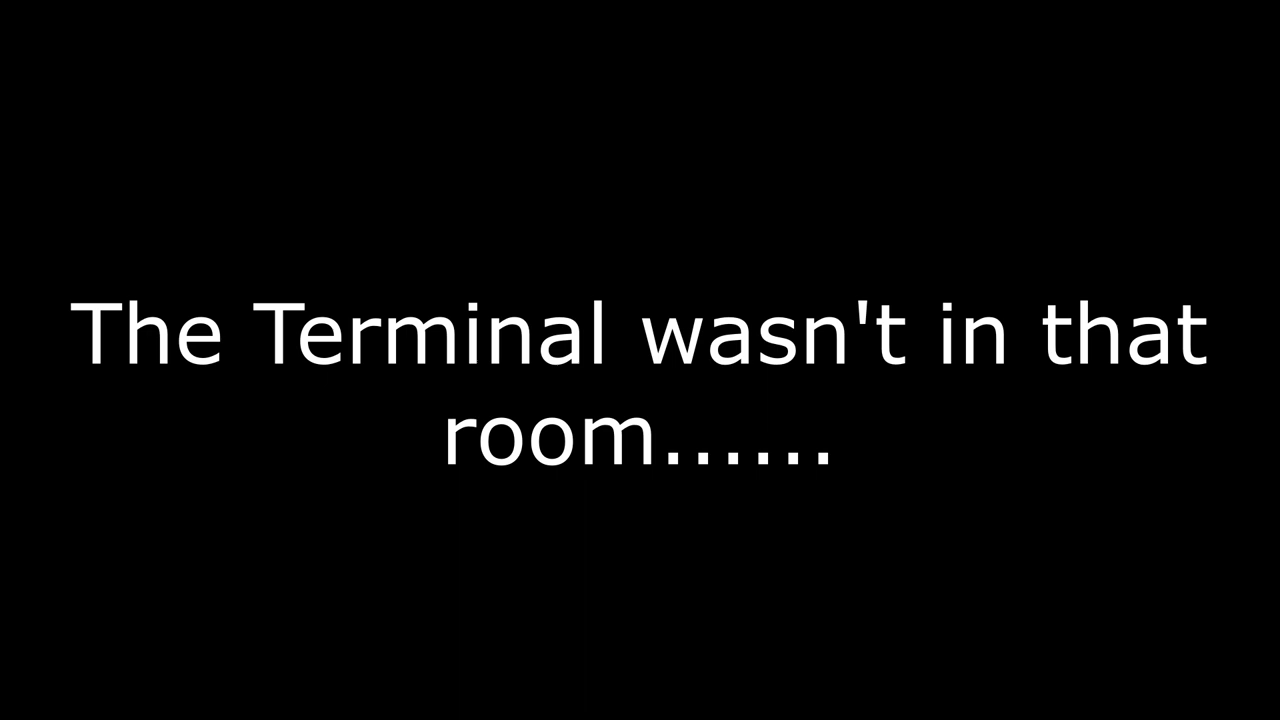 The Terminal wasn't in that
room......